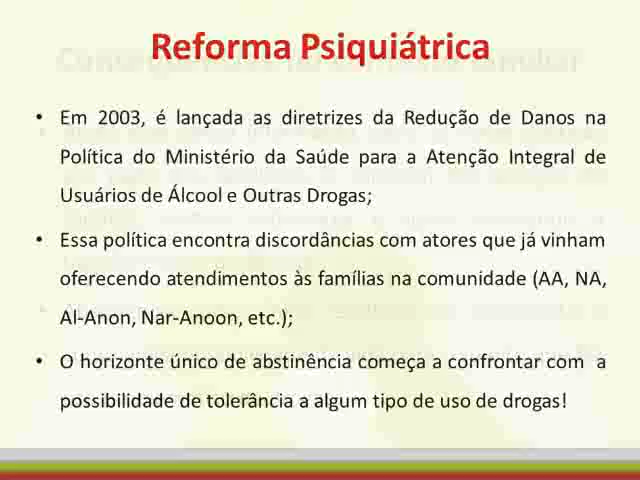 Reforma Psiquiátrica
• Em 2003, é lançada as diretrizes da Redução de Danos na
Política do Ministério da Saúde para a Atenção Integral de
Usuários de Álcool e Outras Drogas;
• Essa política encontra discordâncias com atores que já vinham
oferecendo atendimentos às famílias na comunidade (AA, NA,
Al-Anon, Nar-Anoon, etc.);
• O horizonte único de abstinência começa a confrontar com a
possibilidade de tolerância a algum tipo de uso de drogas!